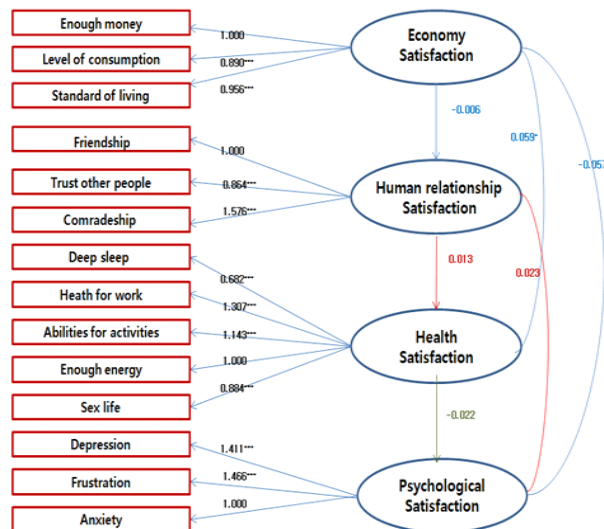 Enough money
Level of consumption
Standard of living
Friendship
Trust other people
Comradeship
Deep sleep
Heath for work
Abilities for activities
Enough energy
Sex life
Depression
Frustration
Anxiety
1.000
0.890***
0.956***
1.000
0.864***
1.576***
0.682***
1.307***
1.143***
1.000
0.884***
1.411***
1.466***
1.000
Economy
Satisfaction
-0.006
0.059*
-0.057
Human relationship
Satisfaction
0.013
0.023
Health
Satisfaction
-0.022
Psychological
Satisfaction